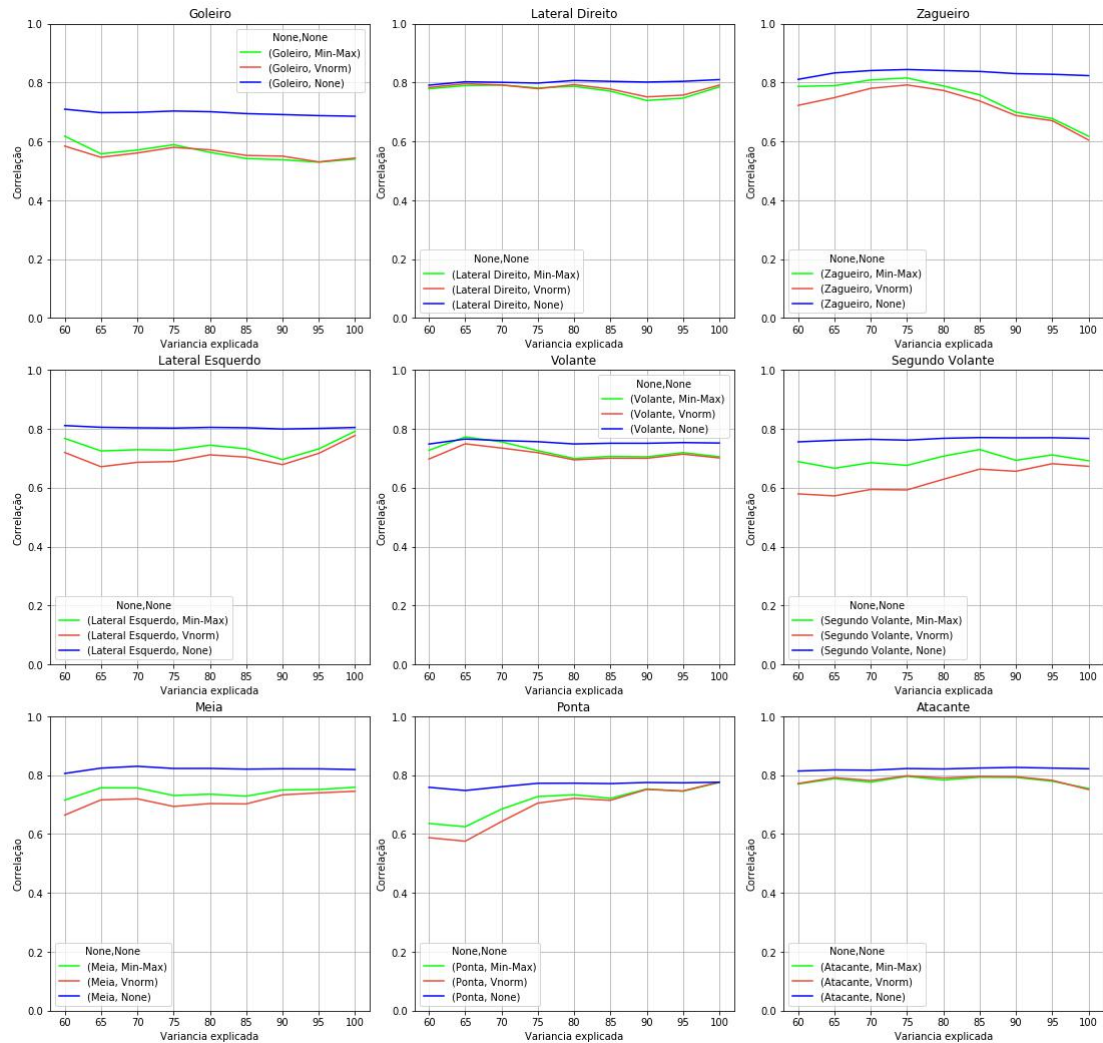 Goleiro
Correlação
1.0
0.8
0.6
0.4
0.2
0.0
None,None
(Goleiro, Min-Max)
(Goleiro, Vnorm)
(Goleiro, None)
60 65 70 75 80 85 90 95 100
Variancia explicada
Lateral Direito
Correlação
1.0
0.8
0.6
0.4
0.2
0.0
None,None
(Lateral Direito, Min-Max)
(Lateral Direito, Vnorm)
(Lateral Direito, None)
60 65 70 75 80 85 90 95 100
Variancia explicada
Zagueiro
Correlação
1.0
0.8
0.6
0.4
0.2
0.0
None,None
(Zagueiro, Min-Max)
(Zagueiro, Vnorm)
(Zagueiro, None)
60 65 70 75 80 85 90 95 100
Variancia explicada
Lateral Esquerdo
Correlação
1.0
0.8
0.6
0.4
0.2
0.0
None,None
(Lateral Esquerdo, Min-Max)
(Lateral Esquerdo, Vnorm)
(Lateral Esquerdo, None)
60 65 70 75 80 85 90 95 100
Variancia explicada
Volante
Correlação
1.0
0.8
0.6
0.4
0.2
0.0
None,None
(Volante, Min-Max)
(Volante, Vnorm)
(Volante, None)
60 65 70 75 80 85 90 95 100
Variancia explicada
Segundo Volante
Correlação
1.0
0.8
0.6
0.4
0.2
0.0
None,None
(Segundo Volante, Min-Max)
(Segundo Volante, Vnorm)
(Segundo Volante, None)
60 65 70 75 80 85 90 95 100
Variancia explicada
Meia
Correlação
1.0
0.8
0.6
0.4
0.2
0.0
None,None
(Meia, Min-Max)
(Meia, Vnorm)
(Meia, None)
60 65 70 75 80 85 90 95 100
Variancia explicada
Ponta
Correlação
1.0
0.8
0.6
0.4
0.2
0.0
None,None
(Ponta, Min-Max)
(Ponta, Vnorm)
(Ponta, None)
60 65 70 75 80 85 90 95 100
Variancia explicada
Atacante
Correlação
1.0
0.8
0.6
0.4
0.2
0.0
None,None
(Atacante, Min-Max)
(Atacante, Vnorm)
(Atacante, None)
60 65 70 75 80 85 90 95 100
Variancia explicada